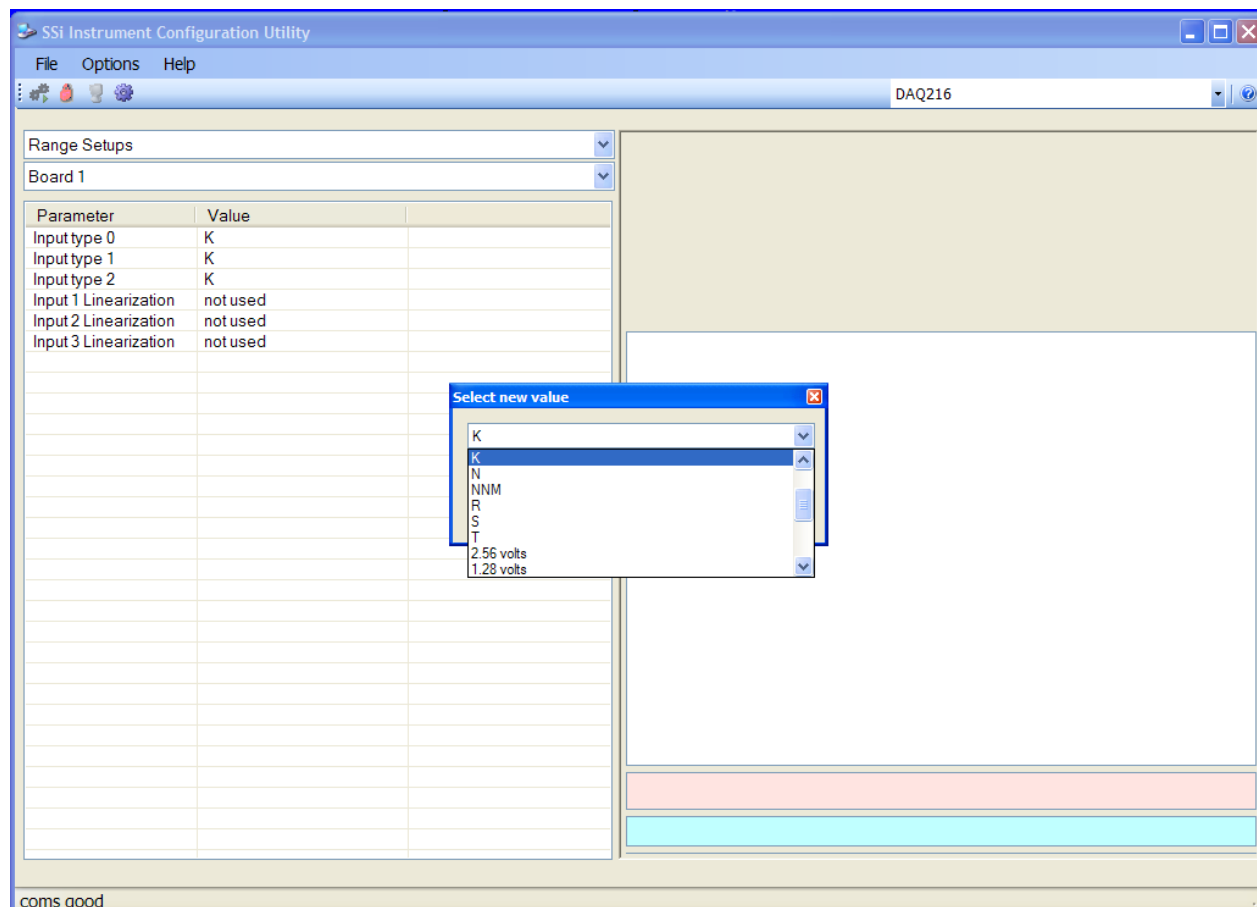 SSi Instrument Configuration Utility
File Options Help
DAQ216
Range Setups
Board 1
Parameter Value
Input type 0 K
Input type 1 K
Input type 2 K
Input 1 Linearization not used
Input 2 Linearization not used
Input 3 Linearization not used
Select new value
K
K
N
NNM
R
S
T
2.56 volts
1.28 volts
coms good